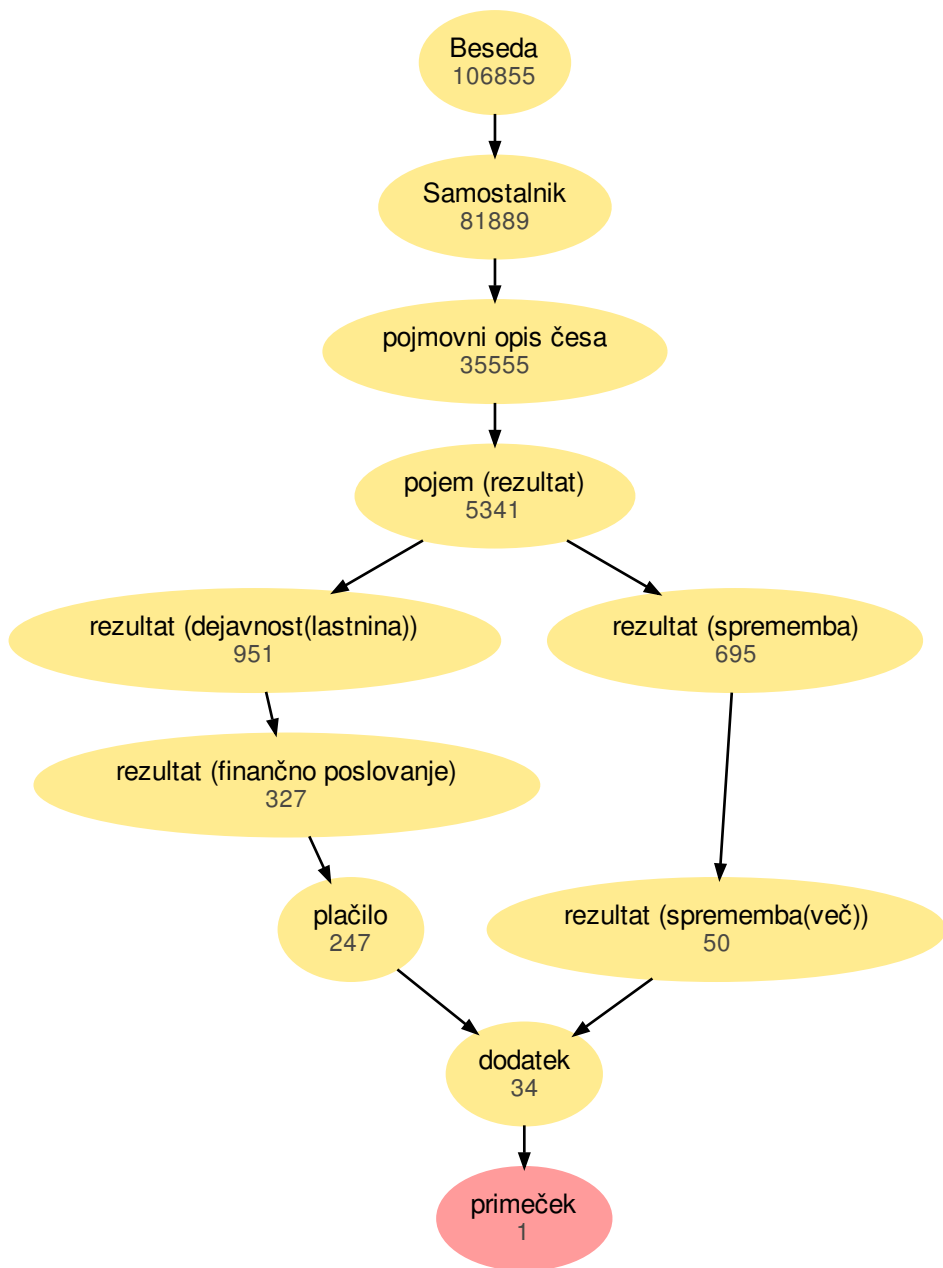 Beseda
106855
Samostalnik
81889
pojmovni opis česa
35555
pojem (rezultat)
5341
rezultat (dejavnost(lastnina))
951
rezultat (sprememba)
695
rezultat (finančno poslovanje)
327
plačilo
247
rezultat (sprememba(več))
50
dodatek
34
primeček
1